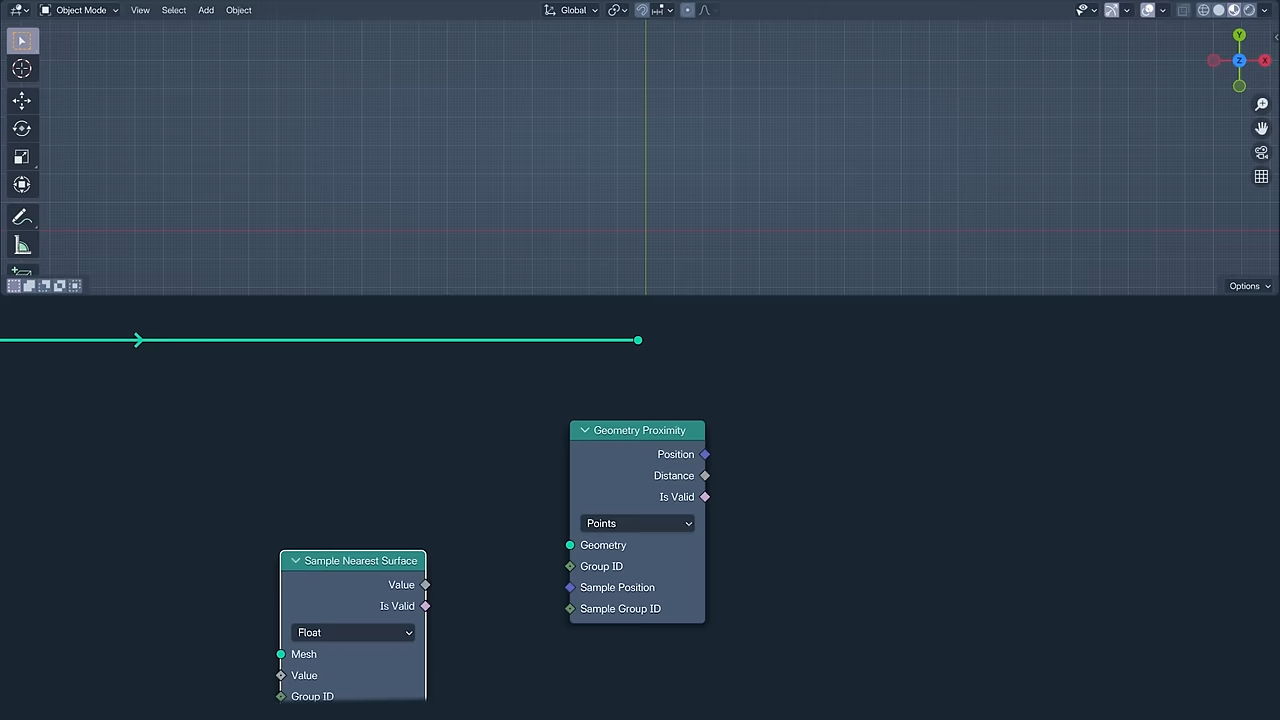 Object Mode View Select Add Object Global
Y
Z X
Options
Geometry Proximity
Position
Distance
Is Valid
Points
Geometry
Group ID
Sample Position
Sample Group ID
Sample Nearest Surface
Value
Is Valid
Float
Mesh
Value
Group ID